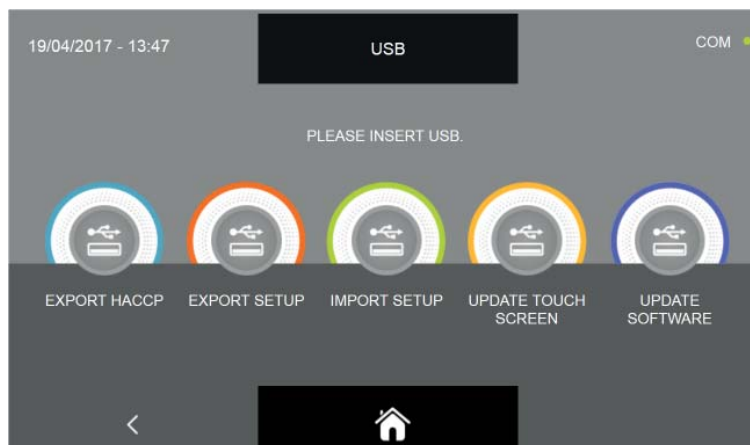 19/04/2017 - 13:47
USB
COM
PLEASE INSERT USB.
EXPORT HACCP
EXPORT SETUP
IMPORT SETUP
UPDATE TOUCH
SCREEN
UPDATE
SOFTWARE